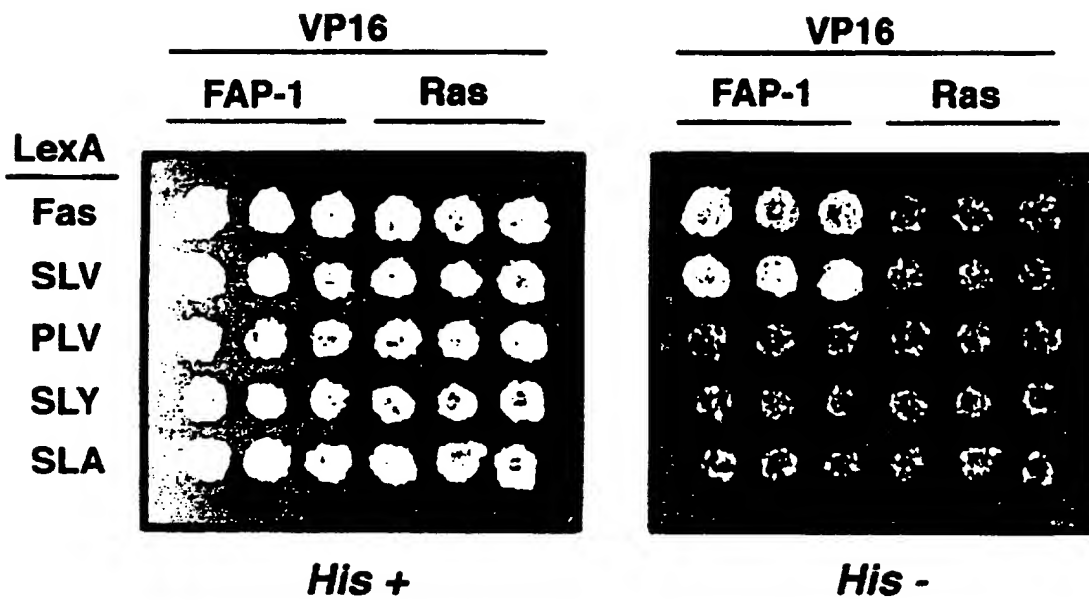 VP16 VP16
FAP-1 Ras FAP-1 Ras
LexA
Fas
SLV
PLV
SLY
SLA
His + His -